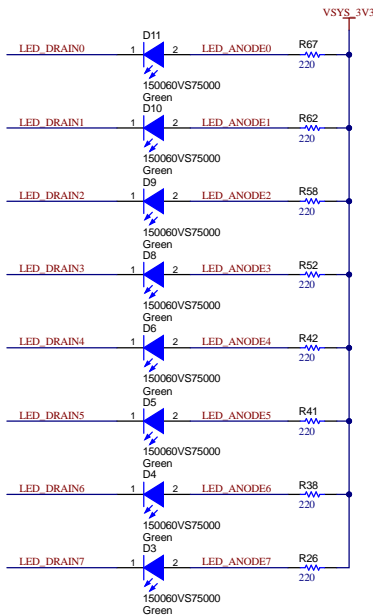 VSYS_3V3
D11
LED_DRAIN0 1 2 LED_ANODE0 R67
220
150060VS75000
Green
D10
LED_DRAIN1 1 2 LED_ANODE1 R62
220
150060VS75000
Green
D9
LED_DRAIN2 1 2 LED_ANODE2 R58
220
150060VS75000
Green
D8
LED_DRAIN3 1 2 LED_ANODE3 R52
220
150060VS75000
Green
D6
LED_DRAIN4 1 2 LED_ANODE4 R42
220
150060VS75000
Green
D5
LED_DRAIN5 1 2 LED_ANODE5 R41
220
150060VS75000
Green
D4
LED_DRAIN6 1 2 LED_ANODE6 R38
220
150060VS75000
Green
D3
LED_DRAIN7 1 2 LED_ANODE7 R26
220
150060VS75000
Green